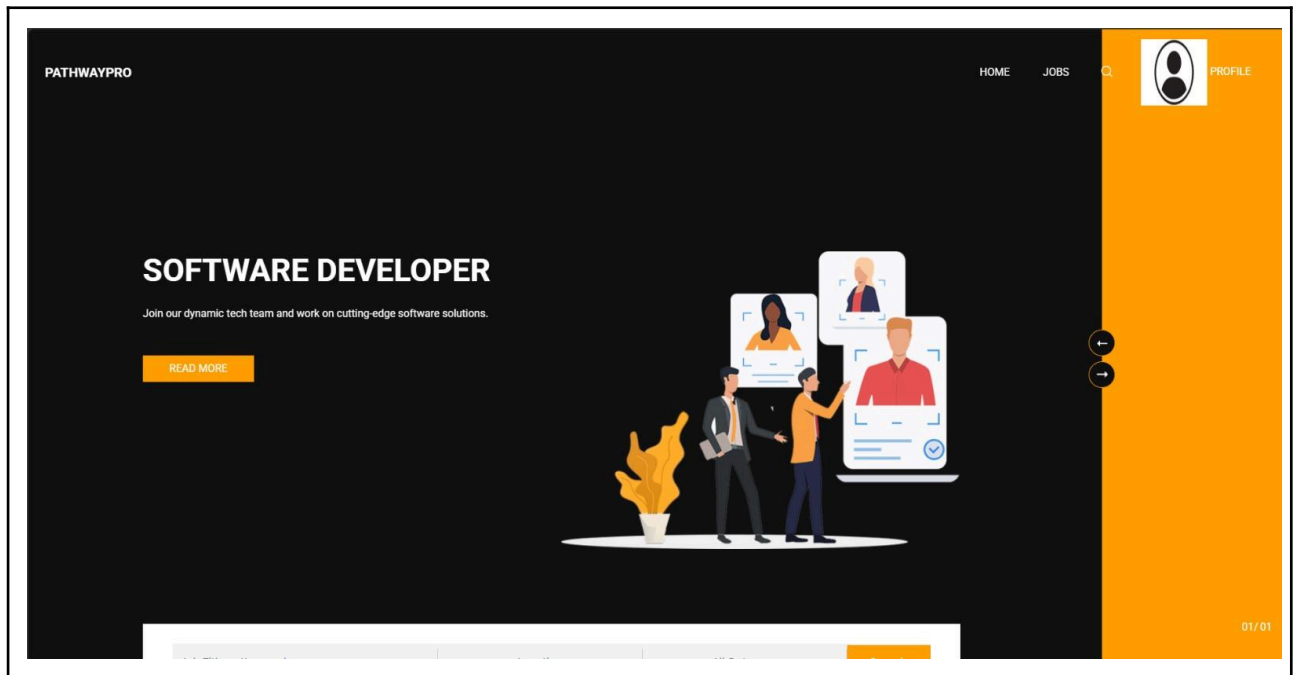 PATHWAYPRO
HOME JOBS PROFILE
SOFTWARE DEVELOPER
Join our dynamic tech team and work on cutting-edge software solutions.
READ MORE
01/ 01